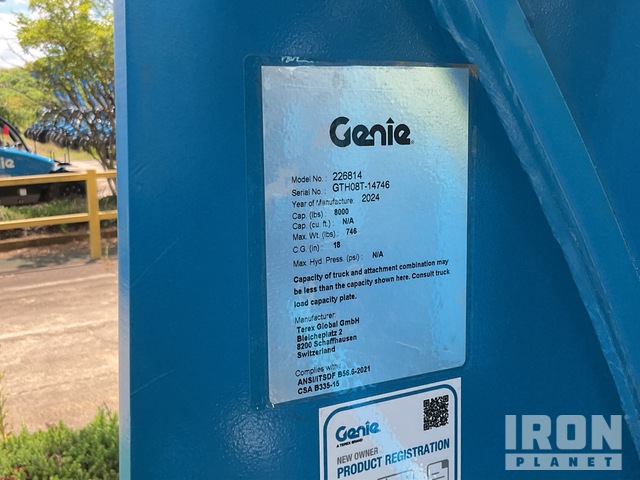 Genie
Model No. : 226814
Serial No. : GTH08T-14746
Year of Manufacture: 2024
Cap. (lbs) : 8000
Cap. (cu. ft.) : N/A
Max. Wt. (lbs) : 746
C.G. (in) : 18
Max. Hyd. Press. (psi) : N/A
Capacity of truck and attachment combination may
be less than the capacity shown here. Consult truck
load capacity plate.
Manufacturer:
Terex Global GmbH
Bleicheplatz 2
8200 Schaffhausen
Switzerland
Complies with:
ANSI/ITSDF B56.6-2021
CSA B335-15
Genie
A TEREX BRAND
NEW OWNER
PRODUCT REGISTRATION
IRON
PLANET